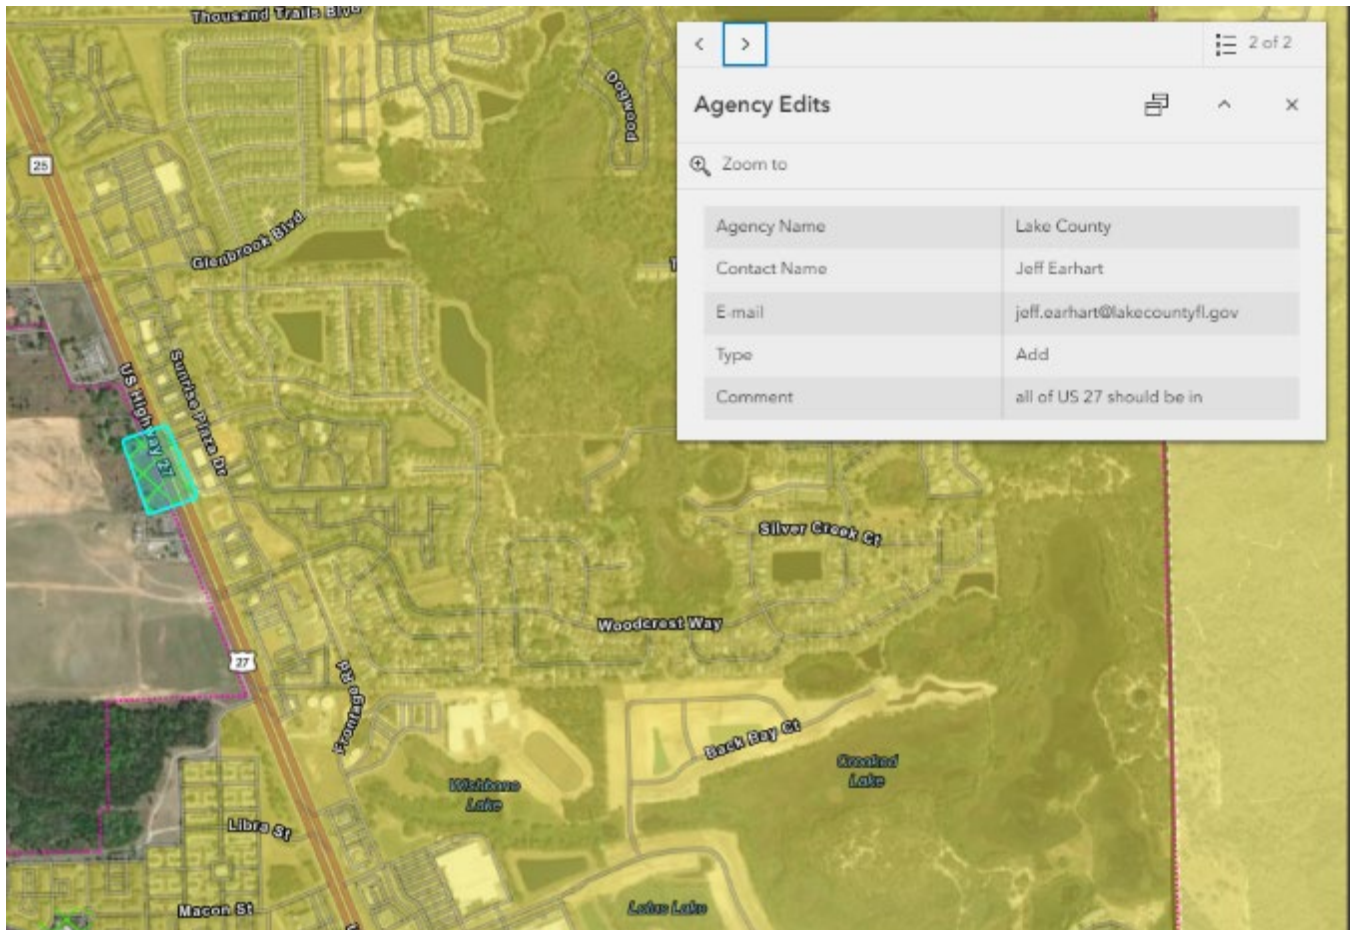 Thousand Trails Blvd
2 of 2
Agency Edits
Zoom to
Agency Name Lake County
Contact Name Jeff Earhart
E-mail jeff.earhart@lakecountyfl.gov
Type Add
Comment all of US 27 should be in
Dogwood
25
Glenbrook Blvd
US Highway 27
Sunrise Plaza Dr
Silver Creek Ct
Woodcrest Way
27
Frontage Rd
Back Bay Ct
Crooked
Lake
Wishbone
Lake
Libra St
Macon St
Lotus Lake